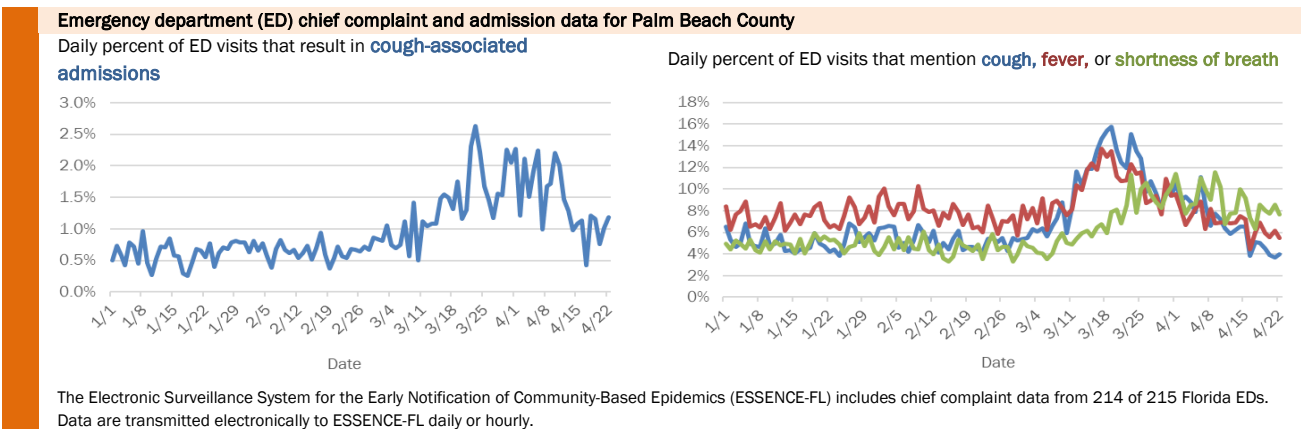 Emergency department (ED) chief complaint and admission data for Palm Beach County
Daily percent of ED visits that result in cough-associated
admissions
3.0%
2.5%
2.0%
1.5%
1.0%
0.5%
0.0%
1/1 1/8 1/15 1/22 1/29 2/5 2/12 2/19 2/26 3/4 3/11 3/18 3/25 4/1 4/8 4/15 4/22
Date
Daily percent of ED visits that mention cough, fever, or shortness of breath
18%
16%
14%
12%
10%
8%
6%
4%
2%
0%
1/1 1/8 1/15 1/22 1/29 2/5 2/12 2/19 2/26 3/4 3/11 3/18 3/25 4/1 4/8 4/15 4/22
Date
The Electronic Surveillance System for the Early Notification of Community-Based Epidemics (ESSENCE-FL) includes chief complaint data from 214 of 215 Florida EDs.
Data are transmitted electronically to ESSENCE-FL daily or hourly.